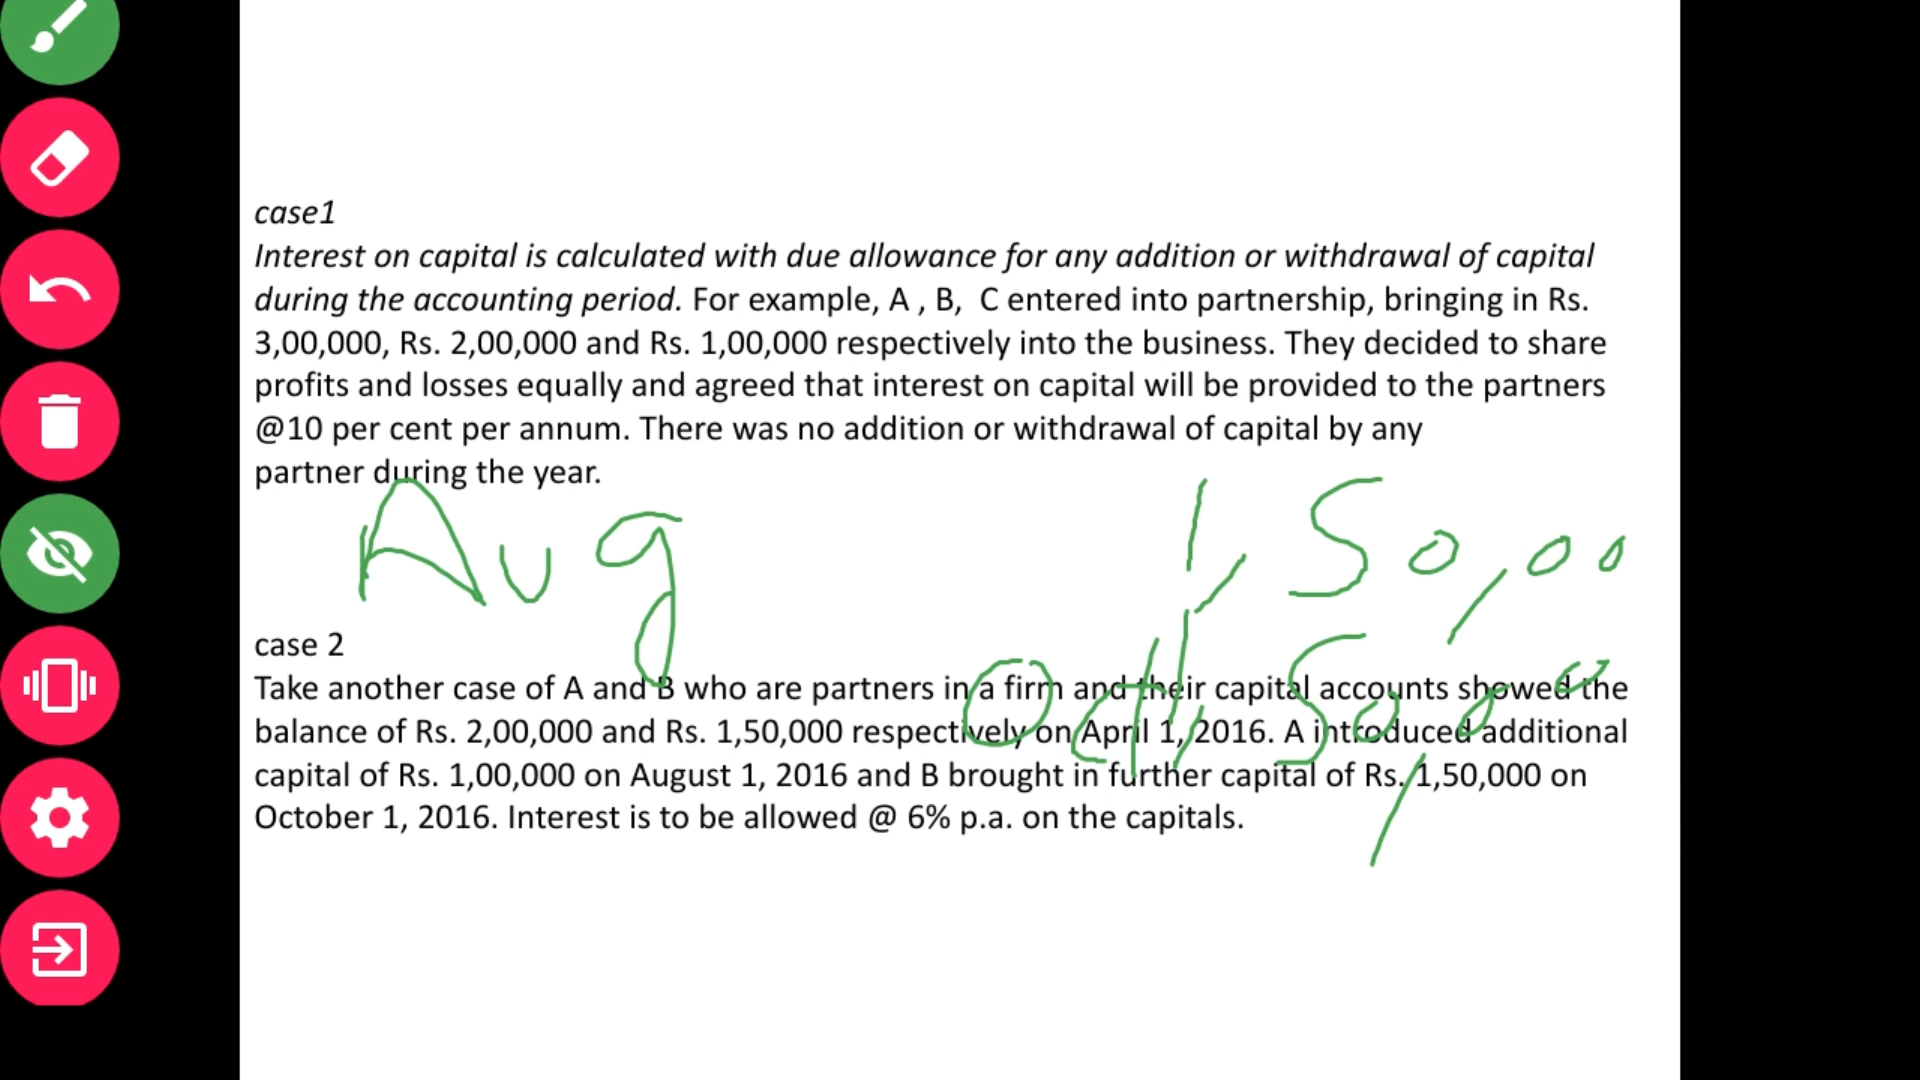 case1
Interest on capital is calculated with due allowance for any addition or withdrawal of capital
during the accounting period. For example, A , B,  C entered into partnership, bringing in Rs.
3,00,000, Rs. 2,00,000 and Rs. 1,00,000 respectively into the business. They decided to share
profits and losses equally and agreed that interest on capital will be provided to the partners
@10 per cent per annum. There was no addition or withdrawal of capital by any
partner during the year.
Aug 1,50,00
case 2
Oct 1,50,00
Take another case of A and B who are partners in a firm and their capital accounts showed the
balance of Rs. 2,00,000 and Rs. 1,50,000 respectively on April 1, 2016. A introduced additional
capital of Rs. 1,00,000 on August 1, 2016 and B brought in further capital of Rs. 1,50,000 on
October 1, 2016. Interest is to be allowed @ 6% p.a. on the capitals.